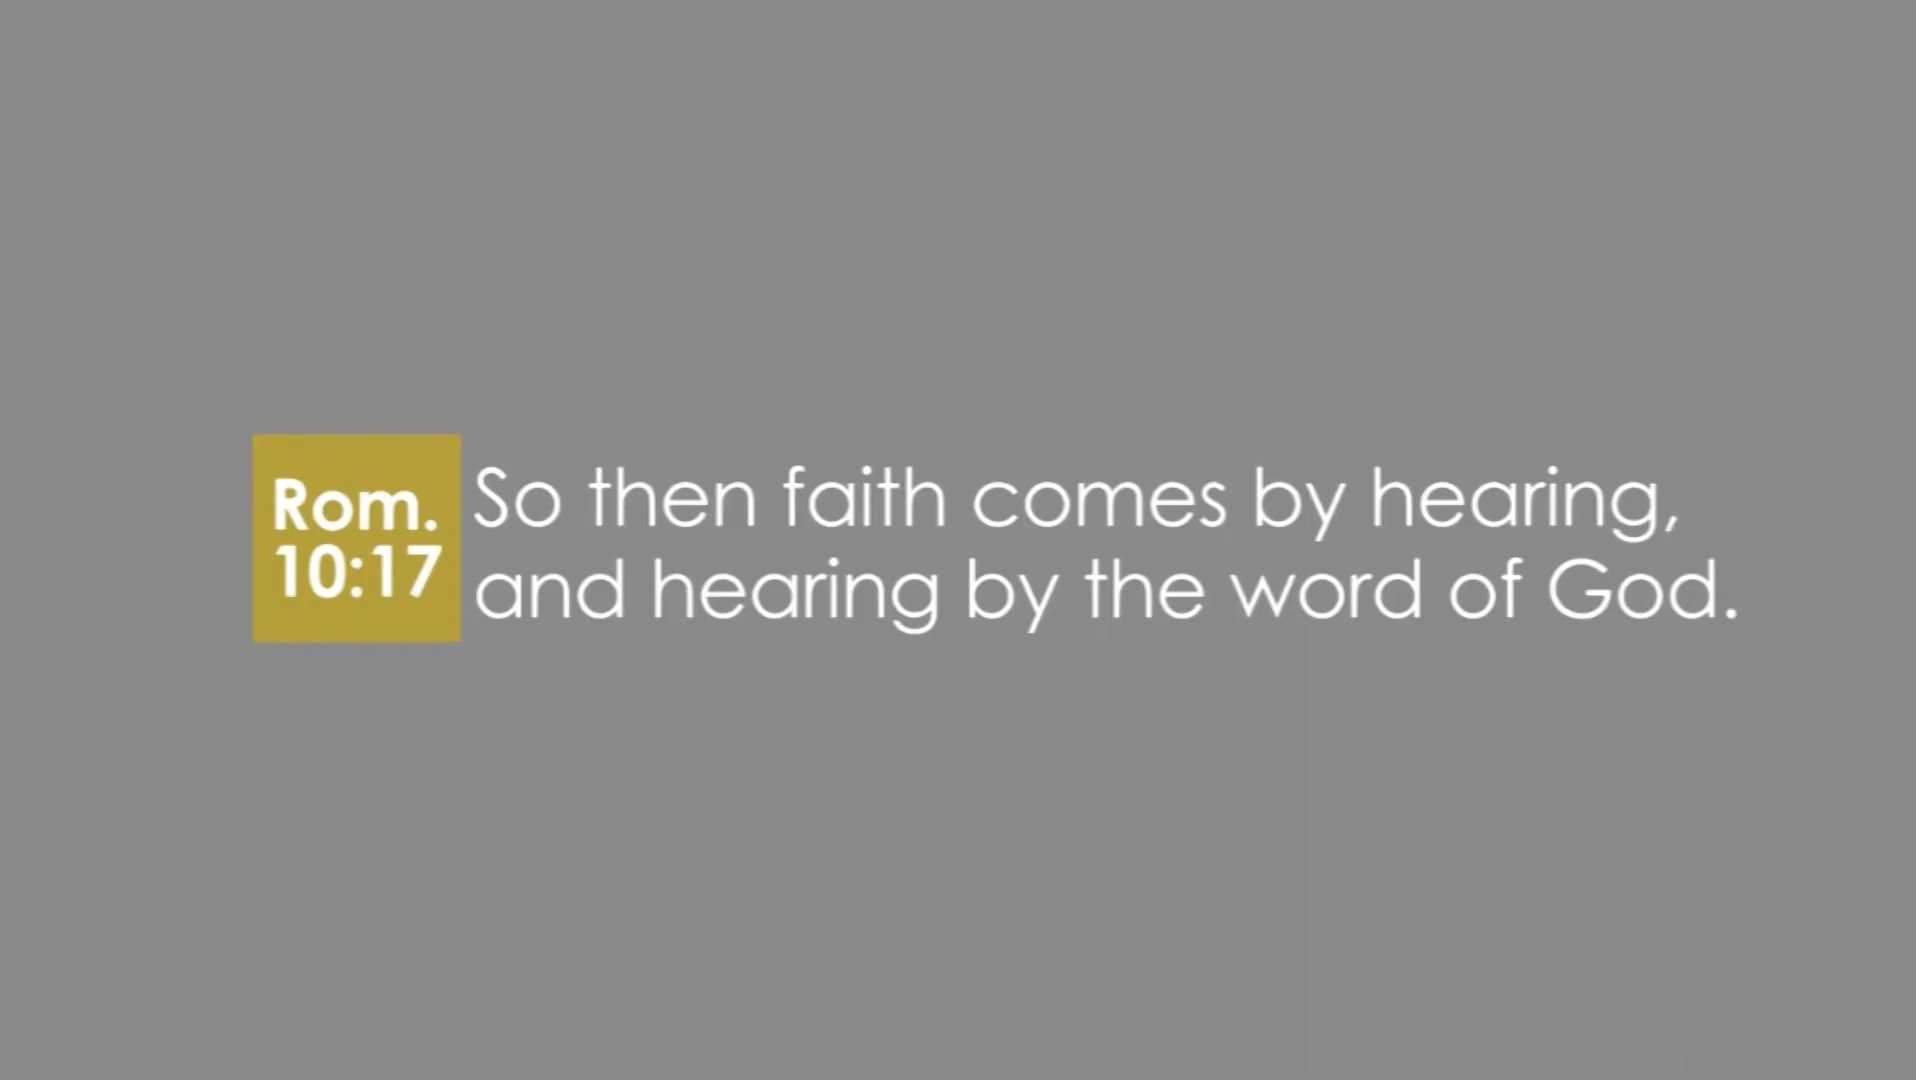 Rom.
10:17
So then faith comes by hearing,
and hearing by the word of God.